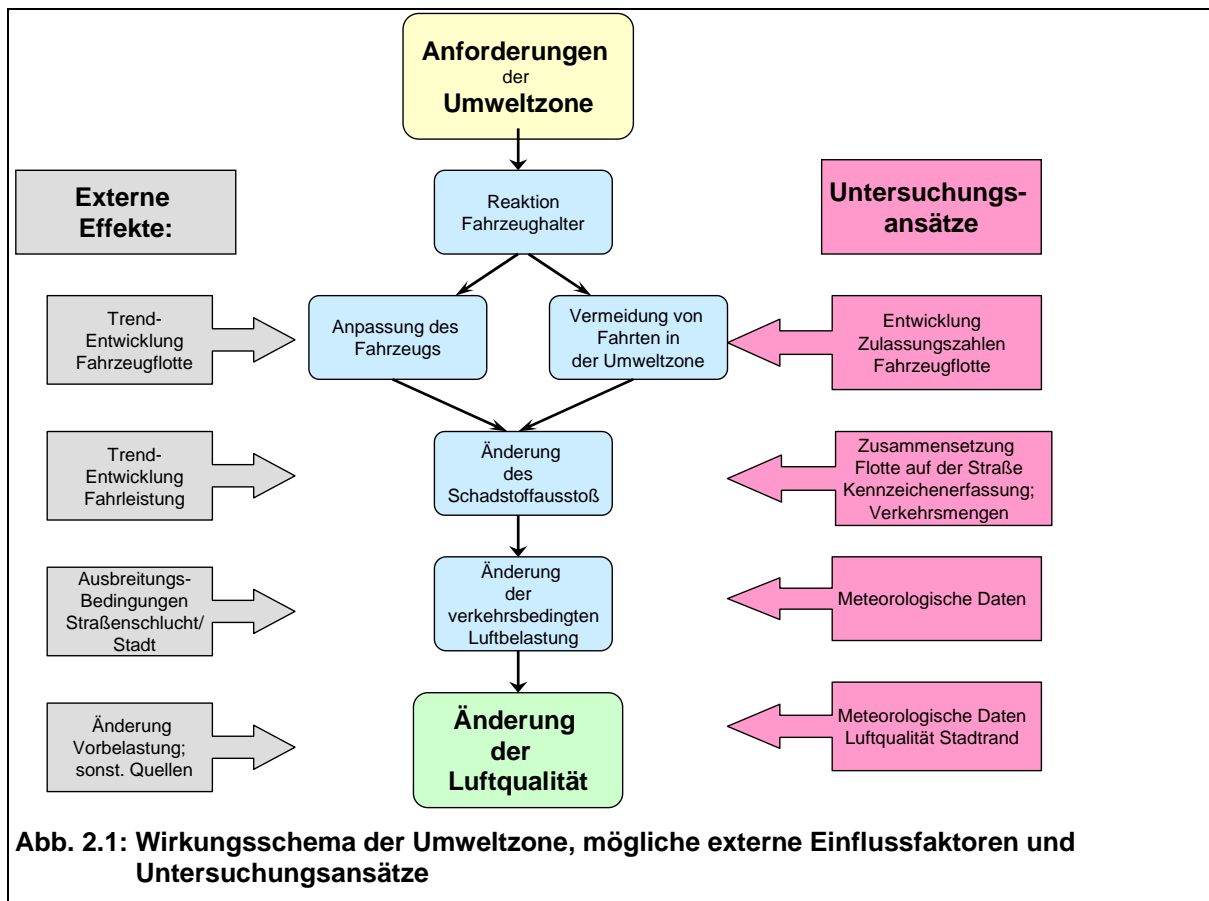 Anforderungen
der
Umweltzone
Externe
Effekte:
Reaktion
Fahrzeughalter
Untersuchungs-
ansätze
Trend-
Entwicklung
Fahrzeugflotte
Anpassung des
Fahrzeugs
Vermeidung von
Fahrten in
der Umweltzone
Entwicklung
Zulassungszahlen
Fahrzeugflotte
Trend-
Entwicklung
Fahrleistung
Änderung
des
Schadstoffausstoß
Zusammensetzung
Flotte auf der Straße
Kennzeichenerfassung;
Verkehrsmengen
Ausbreitungs-
Bedingungen
Straßenschlucht/
Stadt
Änderung
der
verkehrsbedingten
Luftbelastung
Meteorologische Daten
Änderung
Vorbelastung;
sonst. Quellen
Änderung
der
Luftqualität
Meteorologische Daten
Luftqualität Stadtrand
Abb. 2.1: Wirkungsschema der Umweltzone, mögliche externe Einflussfaktoren und
Untersuchungsansätze